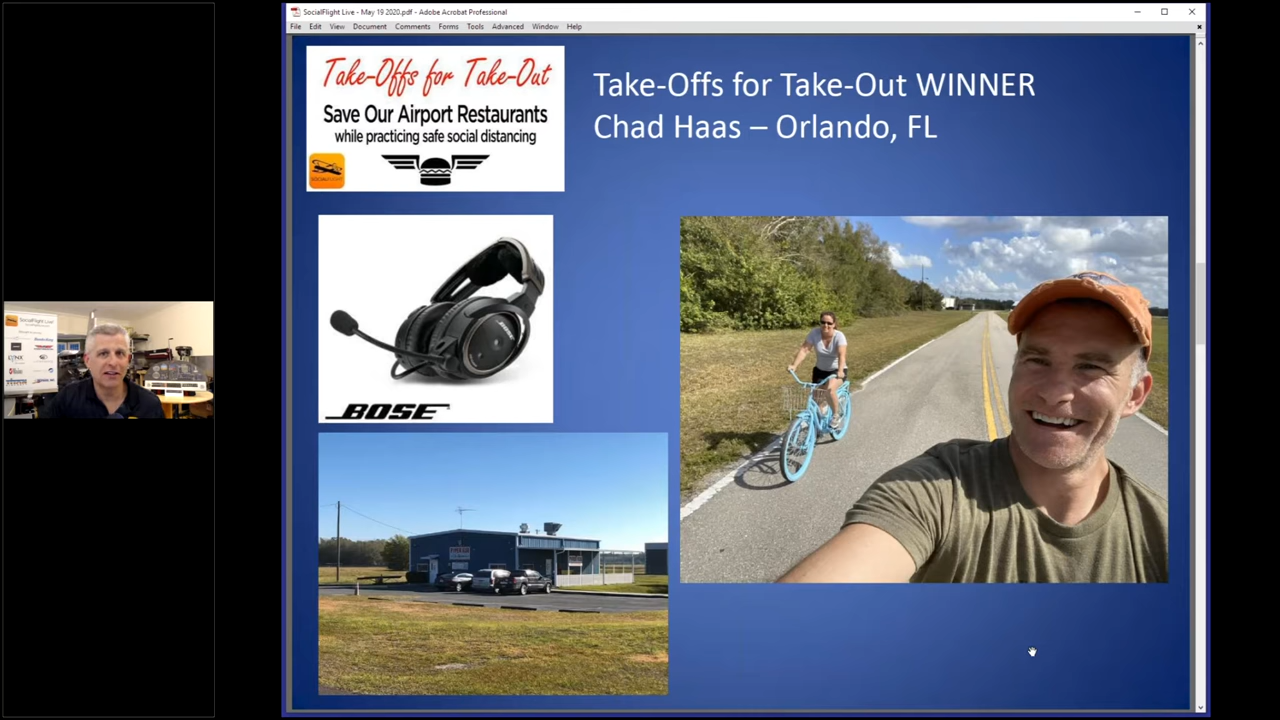 SocialFlight Live - May 19 2020.pdf - Adobe Acrobat Professional
File Edit View Document Comments Forms Tools Advanced Window Help
Take-Offs for Take-Out
Save Our Airport Restaurants
while practicing safe social distancing
Take-Offs for Take-Out WINNER
Chad Haas – Orlando, FL
BOSE
SocialFlight Live!